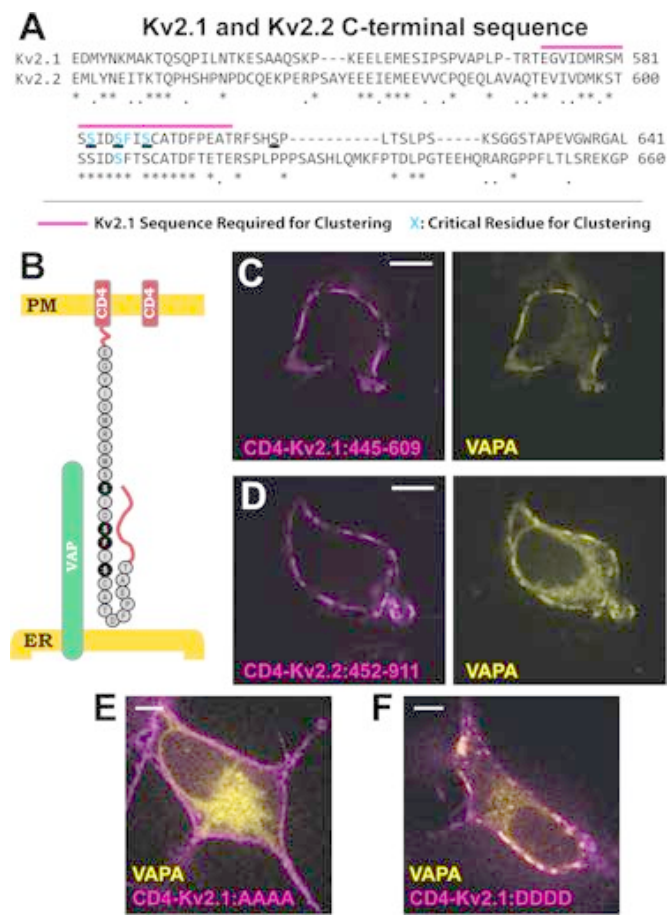 A
Kv2.1 and Kv2.2 C-terminal sequence
Kv2.1 EDMYNKMAKTQSQPILNTKESAAQSKP---KEELEMESIPSPVAPLP-TRTEGVIDMRSM 581
Kv2.2 EMLYNEITKTQPHSHPNPDCQEKPERPSAYEEEIEMEEVVCPQEQLAVAQTEVIVDMKST 600
SSIDSFISCATDFPEATRFSHSP----------LTSLPS-----KSGGSTAPEVGWRGAL 641
SSIDSFTSCATDFTETERSPLPPPSASHLQMKFPTDLPGTEEHQRARGPPFLTLSREKGP 660
Kv2.1 Sequence Required for Clustering X: Critical Residue for Clustering
B
PM
CD4
CD4
VAP
ER
C
CD4-Kv2.1:445-609
VAPA
D
CD4-Kv2.2:452-911
VAPA
E
VAPA
CD4-Kv2.1:AAAA
F
VAPA
CD4-Kv2.1:DDDD